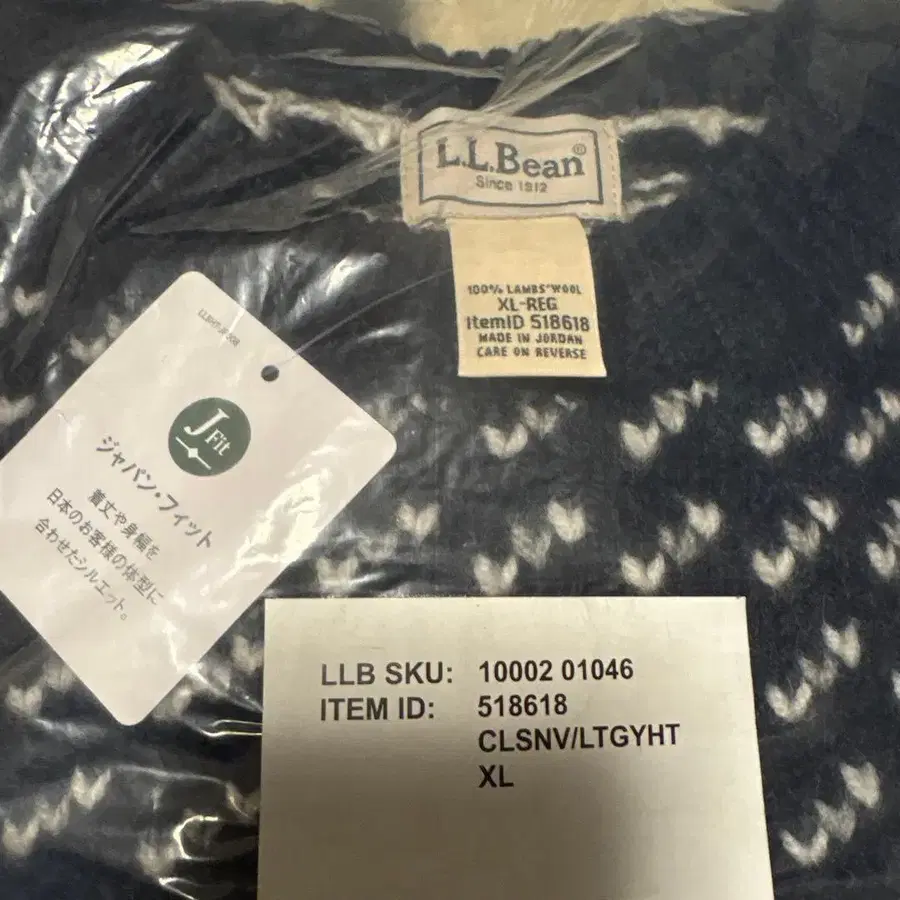 L.L.Bean®
Since 1912
100% LAMBS' WOOL
XL-REG
ItemID 518618
MADE IN JORDAN
CARE ON REVERSE
J Fit
ジャパン・フィット
着丈や身幅を
日本のお客様の体型に
合わせたシルエット。
LLB SKU: 10002 01046
ITEM ID: 518618
CLSNV/LTGYHT
XL